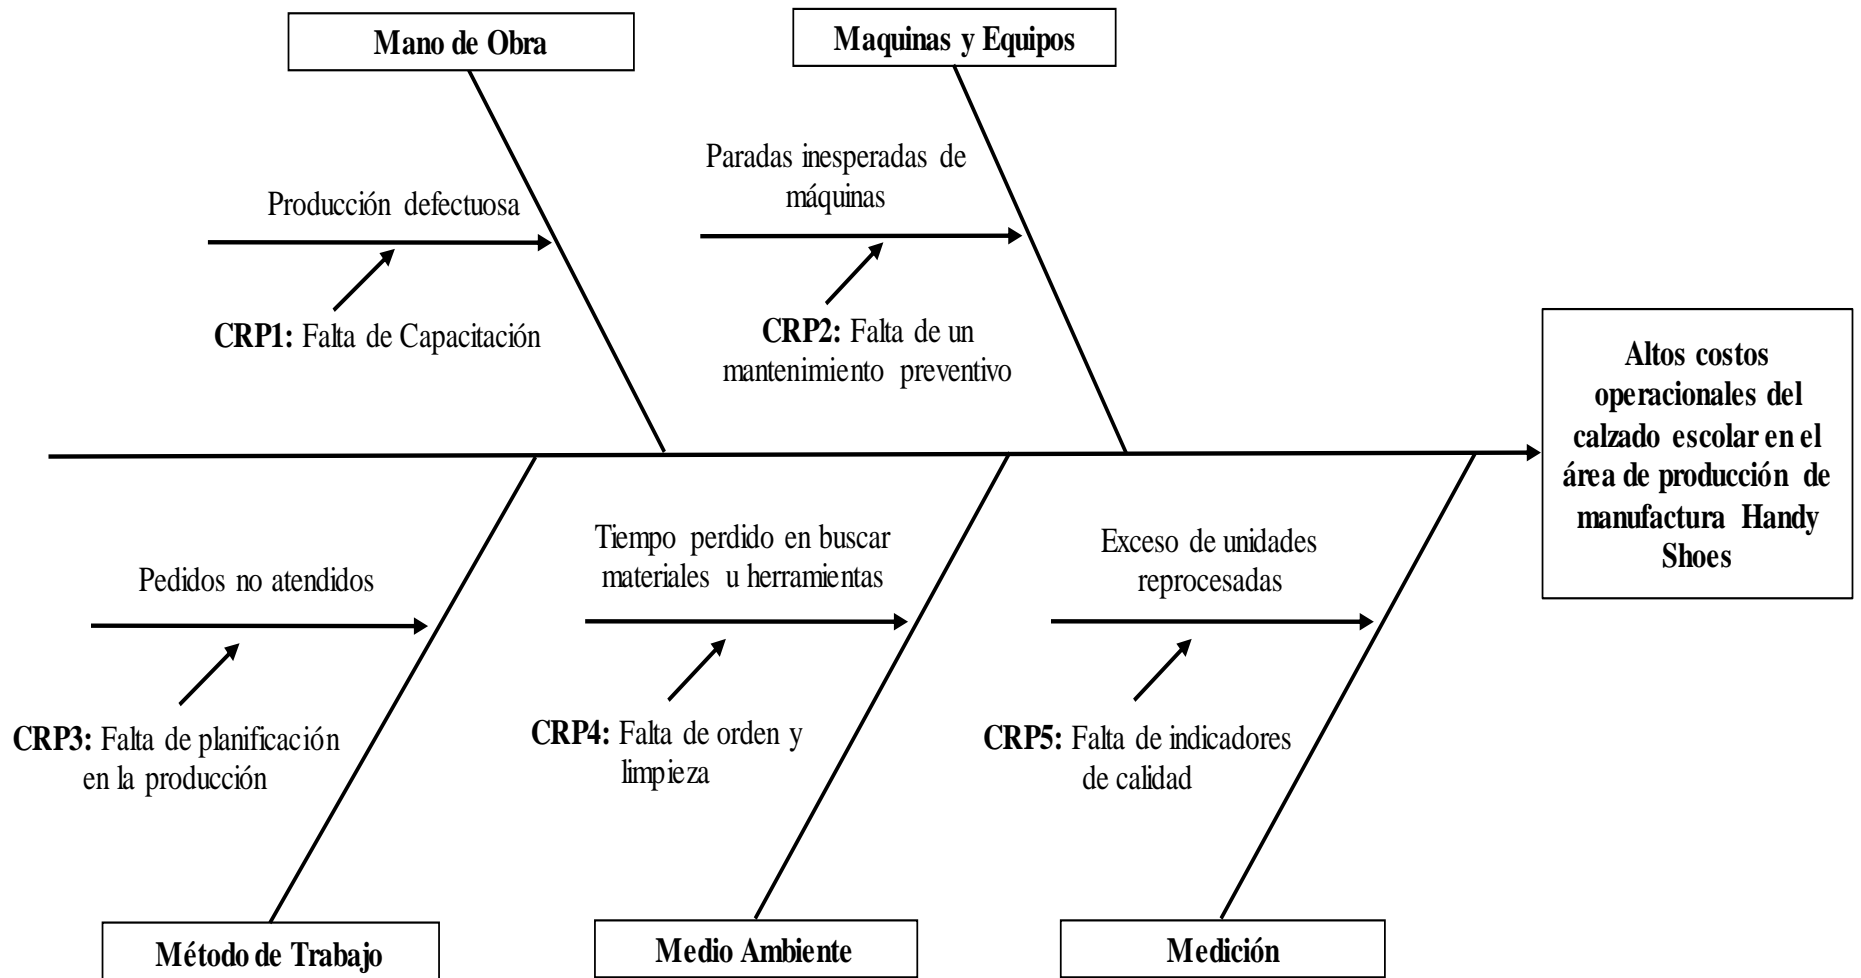 Mano de Obra
Maquinas y Equipos
Paradas inesperadas de
máquinas
Producción defectuosa
CRP1: Falta de Capacitación
CRP2: Falta de un
mantenimiento preventivo
Altos costos
operacionales del
calzado escolar en el
área de producción de
manufactura Handy
Shoes
Pedidos no atendidos
Tiempo perdido en buscar
materiales u herramientas
Exceso de unidades
reprocesadas
CRP3: Falta de planificación
en la producción
CRP4: Falta de orden y
limpieza
CRP5: Falta de indicadores
de calidad
Método de Trabajo
Medio Ambiente
Medición